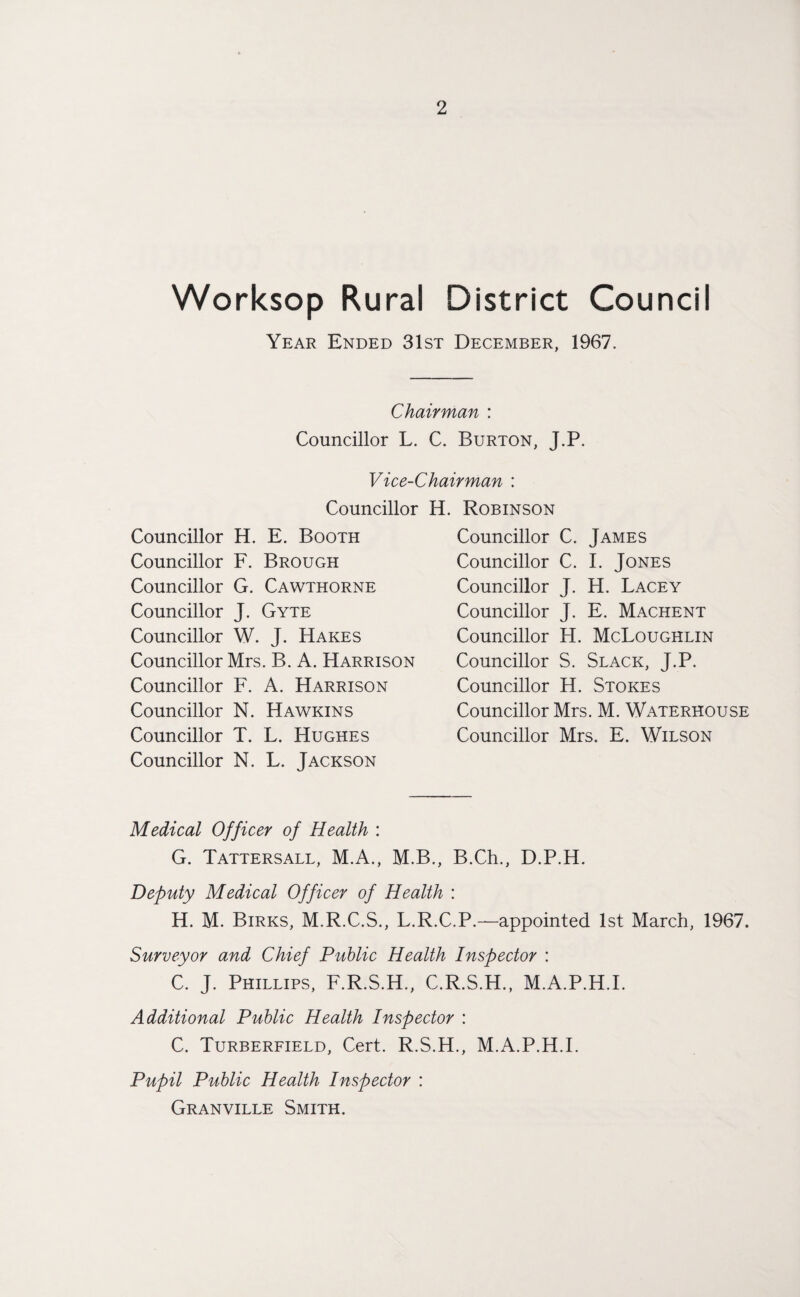 2
Worksop Rural District Council
Year Ended 31st December, 1967.
Chairman :
Councillor L. C. Burton, J.P.
Vice-Chairman :
Councillor H. Robinson
Councillor H. E. Booth
Councillor F. Brough
Councillor G. Cawthorne
Councillor J. Gyte
Councillor W. J. Hakes
Councillor Mrs. B. A. Harrison
Councillor F. A. Harrison
Councillor N. Hawkins
Councillor T. L. Hughes
Councillor N. L. Jackson
Councillor C. James
Councillor C. I. Jones
Councillor J. H. Lacey
Councillor J. E. Machent
Councillor H. McLoughlin
Councillor S. Slack, J.P.
Councillor H. Stokes
Councillor Mrs. M. Waterhouse
Councillor Mrs. E. Wilson
Medical Officer of Health :
G. Tattersall, M.A., M.B., B.Ch., D.P.H.
Deputy Medical Officer of Health :
H. M. Birks, M.R.C.S., L.R.C.P.—appointed 1st March, 1967.
Surveyor and Chief Public Health Inspector :
C. J. Phillips, F.R.S.H., C.R.S.H., M.A.P.H.I.
Additional Public Health Inspector :
C. Turberfield, Cert. R.S.H., M.A.P.H.I.
Pupil Public Health Inspector :
Granville Smith.